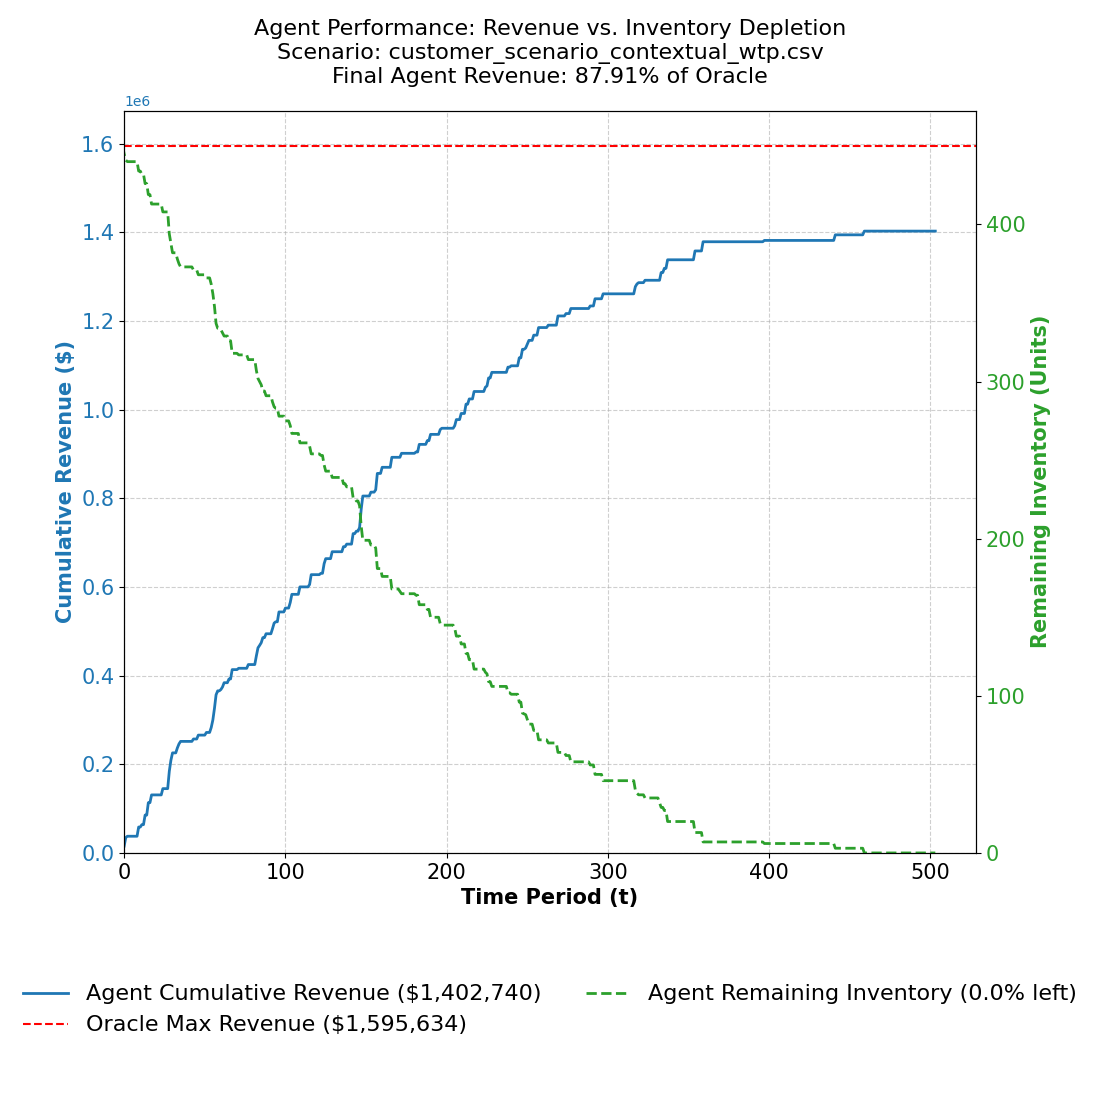 Agent Performance: Revenue vs. Inventory Depletion
Scenario: customer_scenario_contextual_wtp.csv
Final Agent Revenue: 87.91% of Oracle
1e6
1.6
1.4
1.2
1.0
0.8
0.6
0.4
0.2
0.0
Cumulative Revenue ($)
400
300
200
100
0
Remaining Inventory (Units)
0 100 200 300 400 500
Time Period (t)
Agent Cumulative Revenue ($1,402,740)
Oracle Max Revenue ($1,595,634)
Agent Remaining Inventory (0.0% left)